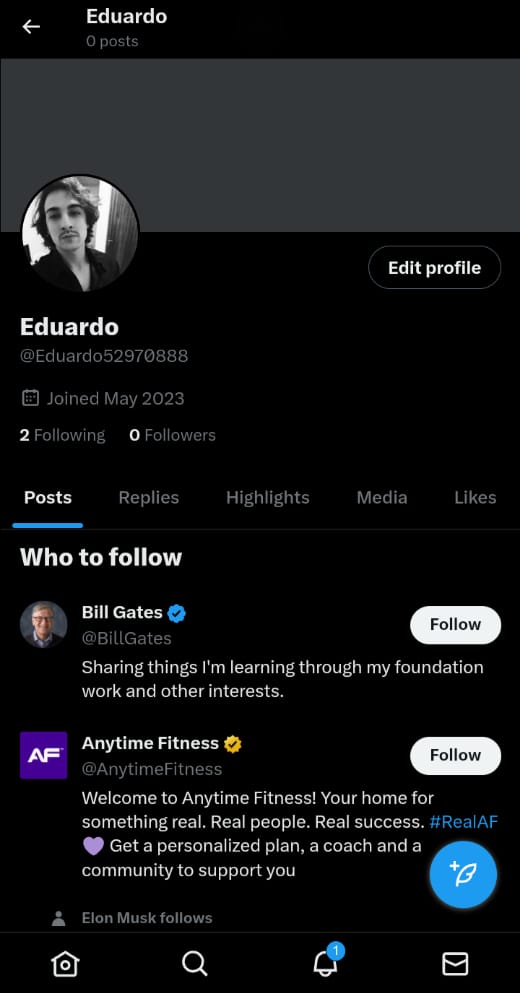 Eduardo
0 posts
Edit profile
Eduardo
@Eduardo52970888
Joined May 2023
2 Following 0 Followers
Posts Replies Highlights Media Likes
Who to follow
Bill Gates
@BillGates
Follow
Sharing things I'm learning through my foundation
work and other interests.
AF
Anytime Fitness
@AnytimeFitness
Follow
Welcome to Anytime Fitness! Your home for
something real. Real people. Real success. #RealAF
💜 Get a personalized plan, a coach and a
community to support you
Elon Musk follows
1